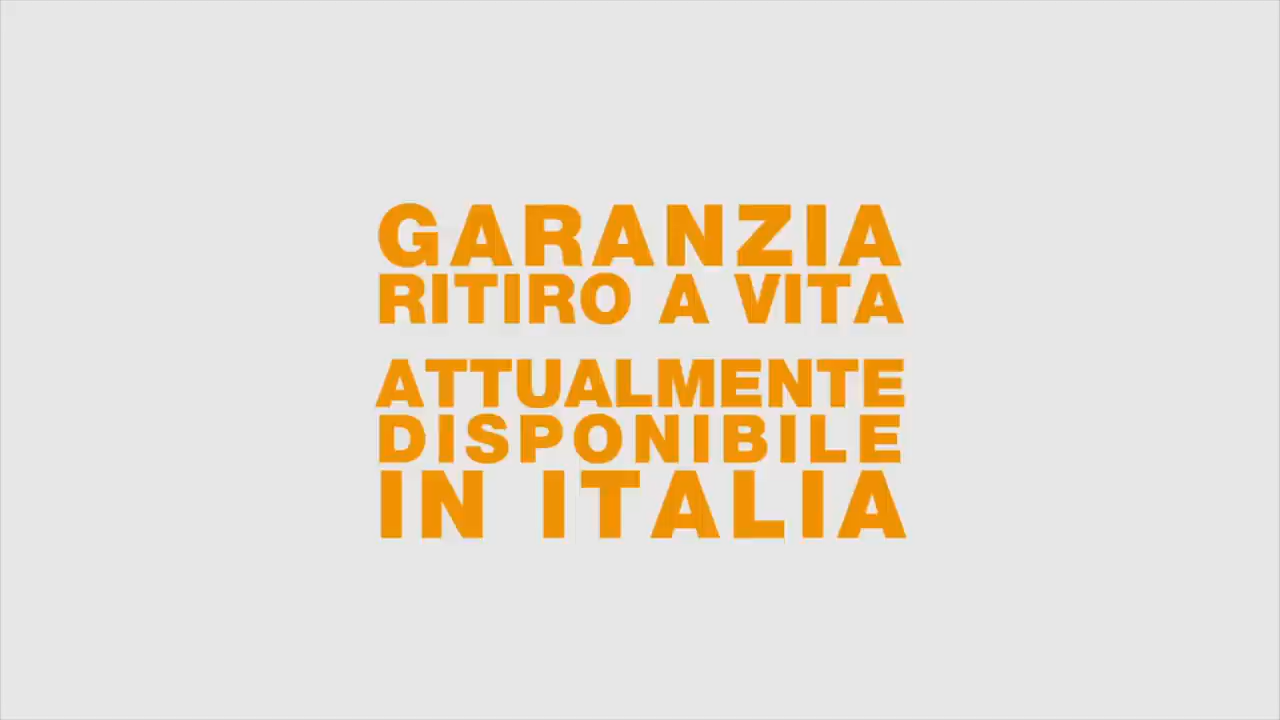 GARANZIA
RITIRO A VITA
ATTUALMENTE
DISPONIBILE
IN ITALIA